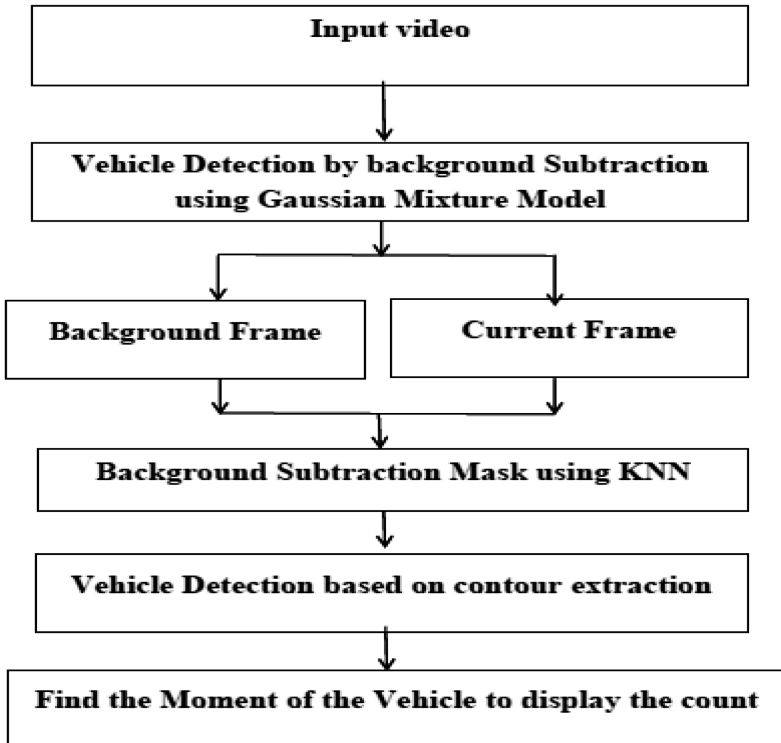 Input video
Vehicle Detection by background Subtraction
using Gaussian Mixture Model
Background Frame
Current Frame
Background Subtraction Mask using KNN
Vehicle Detection based on contour extraction
Find the Moment of the Vehicle to display the count